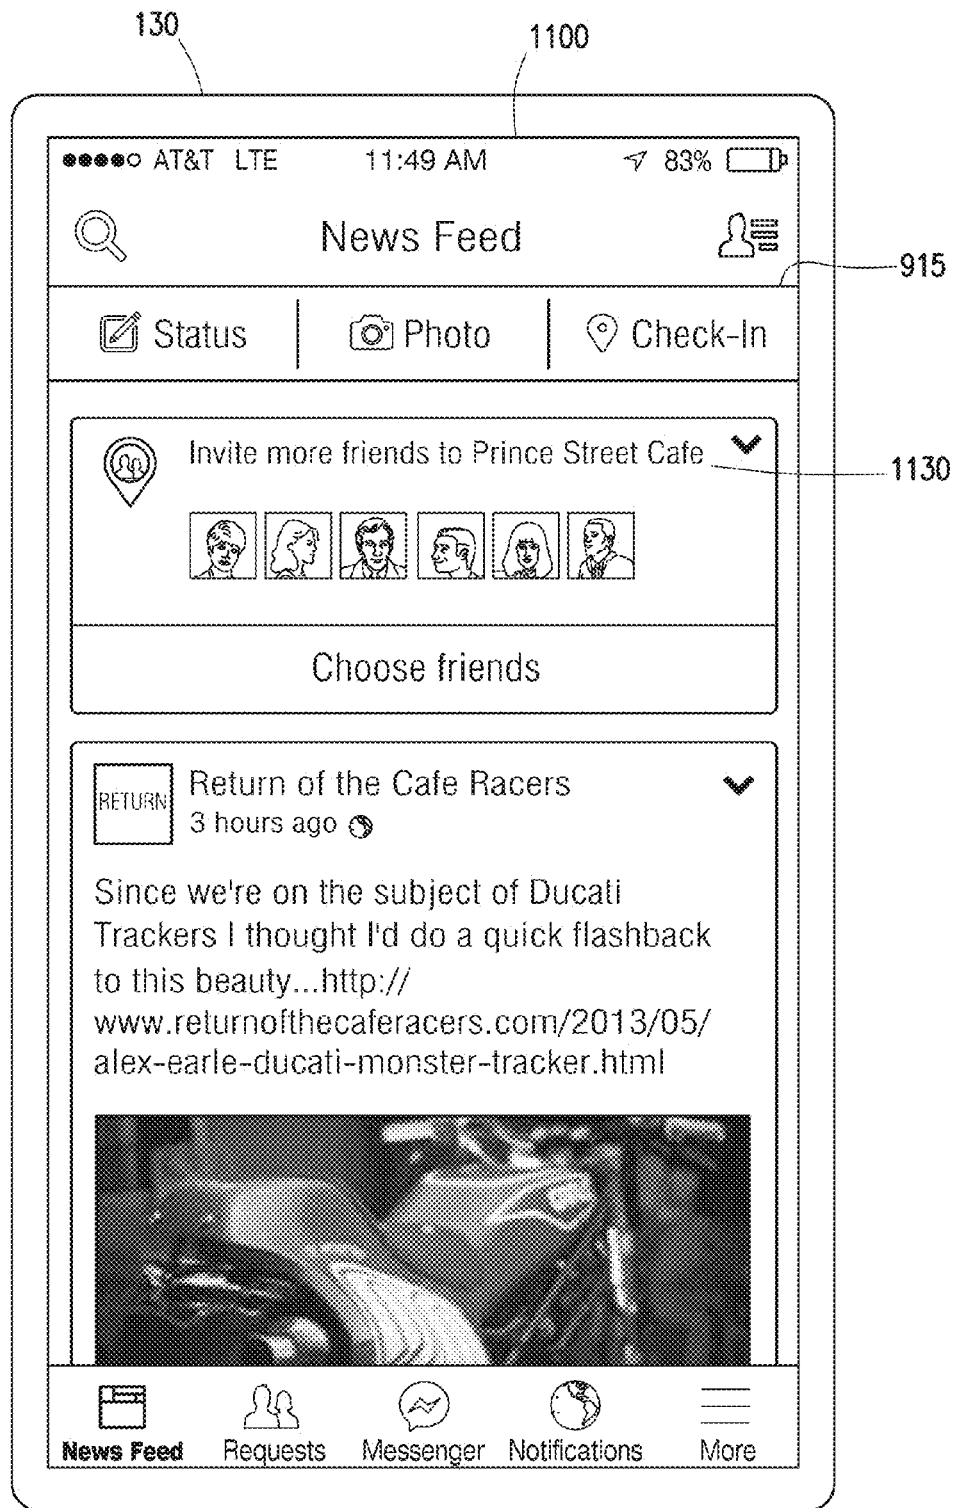 130
1100
AT&T LTE 11:49 AM 83%
News Feed
915
Status Photo Check-In
Invite more friends to Prince Street Cafe
1130
Choose friends
RETURN
Return of the Cafe Racers
3 hours ago
Since we're on the subject of Ducati
Trackers I thought I'd do a quick flashback
to this beauty...http://
www.returnofthecaferacers.com/2013/05/
alex-earle-ducati-monster-tracker.html
News Feed Requests Messenger Notifications More